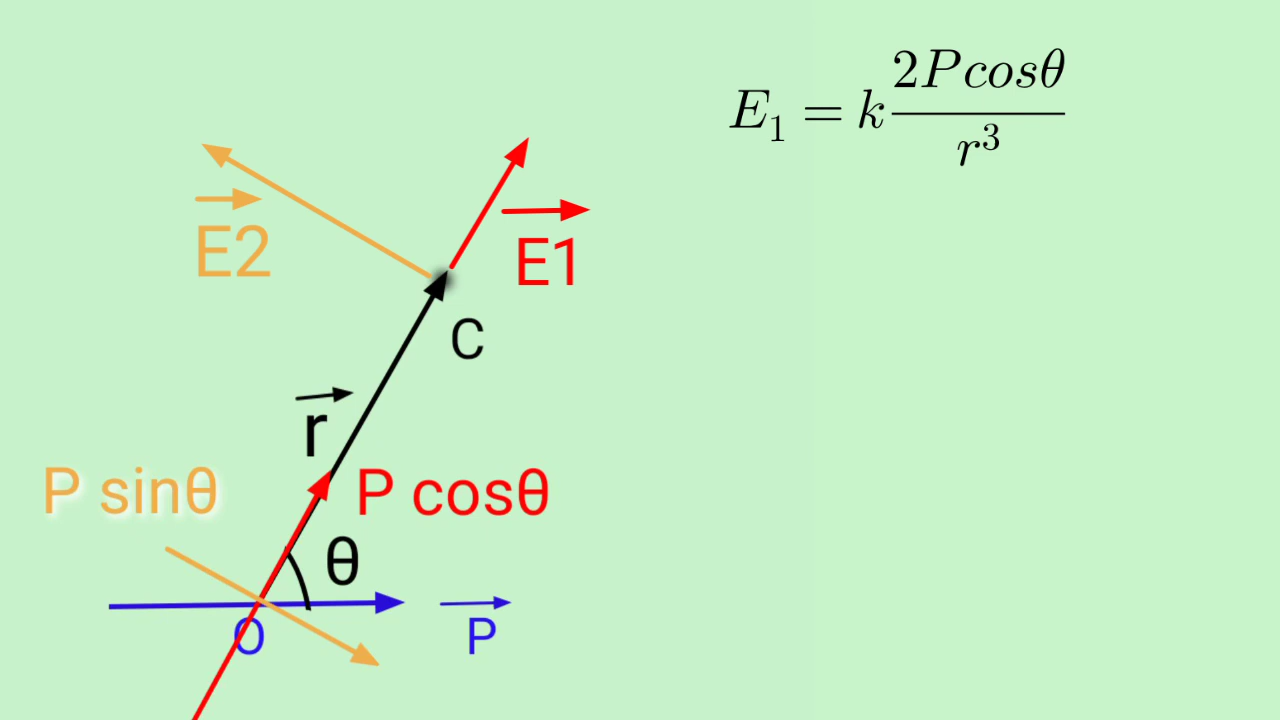 E₁ = k 2Pcosθ / r³
E2
E1
C
r
P sinθ
P cosθ
θ
O
P